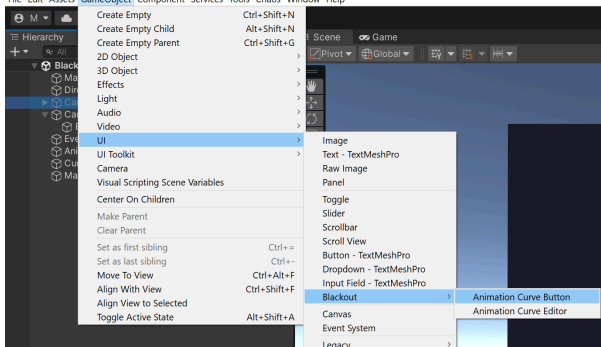 File Edit Assets GameObject Component Services Tools Chaos Window Help
M
Hierarchy
All
Create Empty Ctrl+Shift+N
Create Empty Child Alt+Shift+N
Create Empty Parent Ctrl+Shift+G
2D Object
3D Object
Effects
Light
Audio
Video
UI
UI Toolkit
Camera
Visual Scripting Scene Variables
Center On Children
Make Parent
Clear Parent
Set as first sibling Ctrl+=
Set as last sibling Ctrl+-
Move To View Ctrl+Alt+F
Align With View Ctrl+Shift+F
Align View to Selected
Toggle Active State Alt+Shift+A
Scene Game
Pivot Global
Image
Text - TextMeshPro
Raw Image
Panel
Toggle
Slider
Scrollbar
Scroll View
Button - TextMeshPro
Dropdown - TextMeshPro
Input Field - TextMeshPro
Blackout
Canvas
Event System
Legacy
Animation Curve Button
Animation Curve Editor